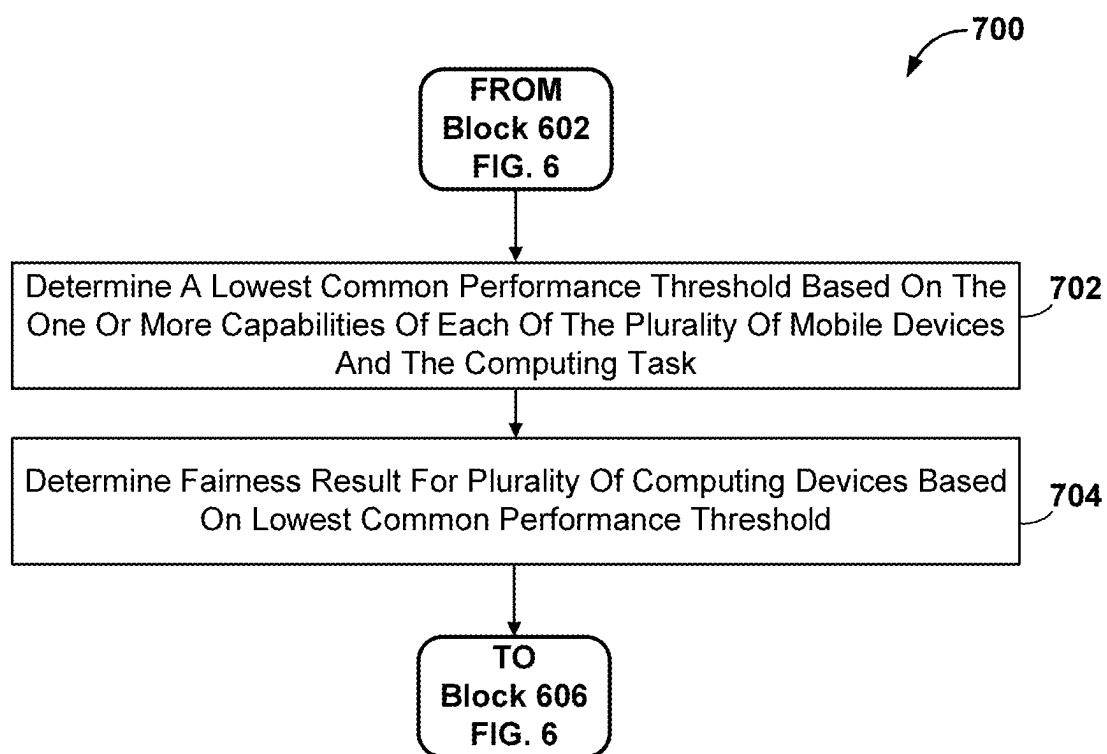 700
FROM
Block 602
FIG. 6
Determine A Lowest Common Performance Threshold Based On The
One Or More Capabilities Of Each Of The Plurality Of Mobile Devices
And The Computing Task
702
Determine Fairness Result For Plurality Of Computing Devices Based
On Lowest Common Performance Threshold
704
TO
Block 606
FIG. 6